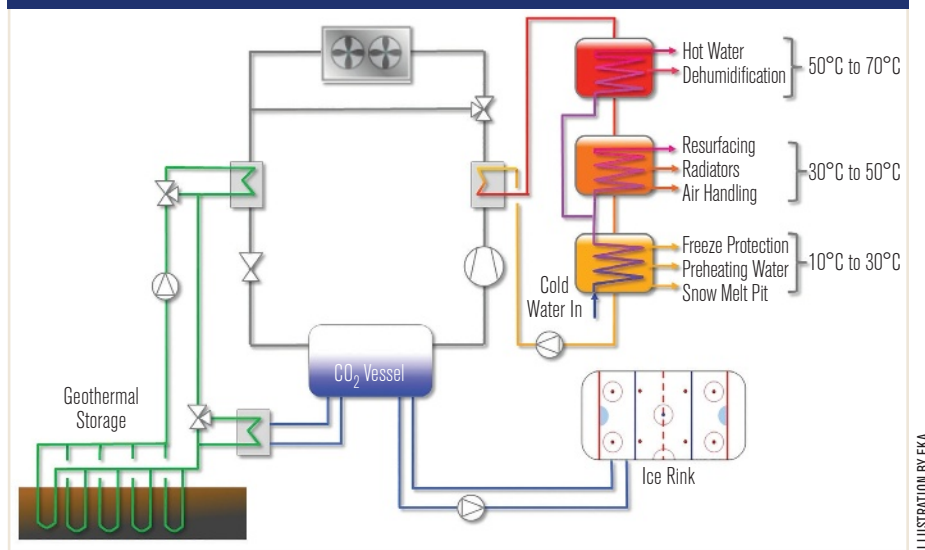 Hot Water
Dehumidification
50°C to 70°C
Resurfacing
Radiators
Air Handling
30°C to 50°C
Freeze Protection
Preheating Water
Snow Melt Pit
10°C to 30°C
Cold
Water In
CO₂ Vessel
Geothermal
Storage
Ice Rink
ILLUSTRATION BY EKA